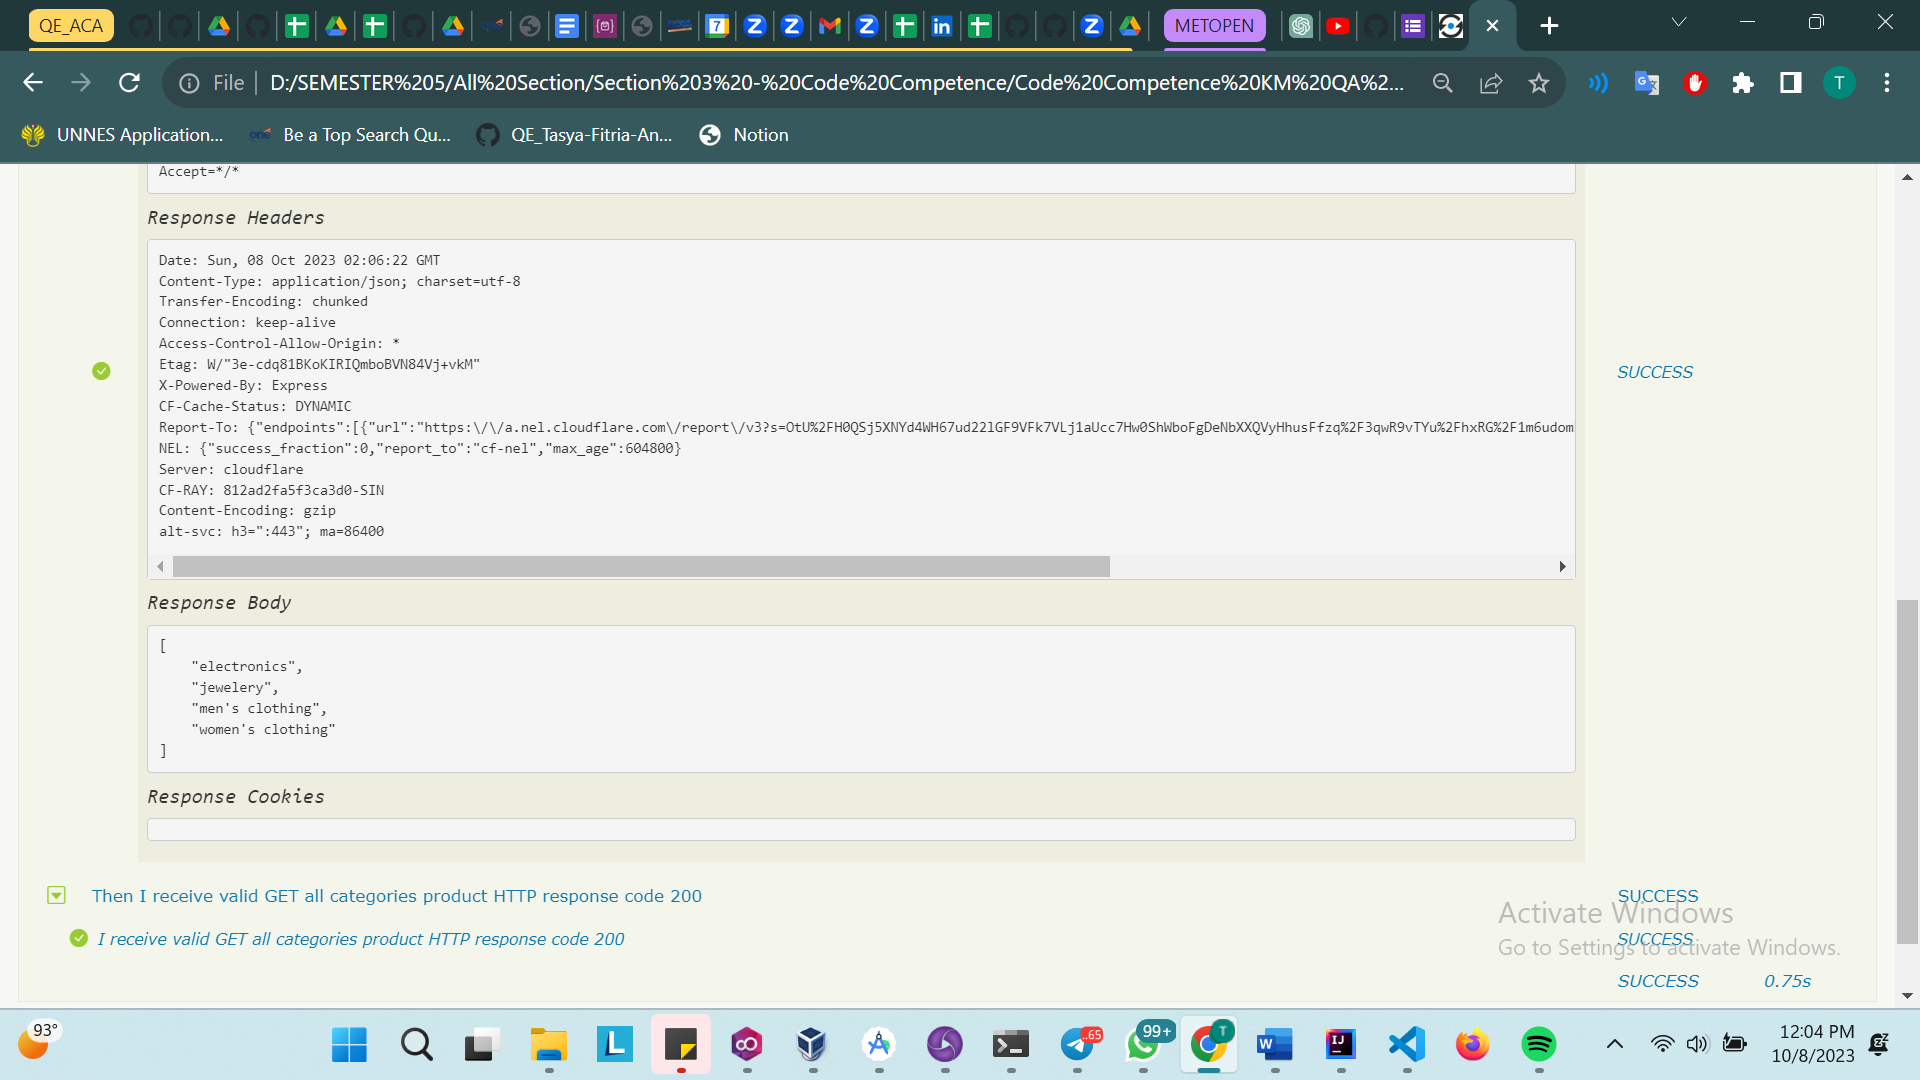 QE_ACA
METOPEN
File
D:/SEMESTER%205/All%20Section/Section%203%20-%20Code%20Competence/Code%20Competence%20KM%20QA%2...
UNNES Application...
Be a Top Search Qu...
QE_Tasya-Fitria-An...
Notion
Accept=*/*
Response Headers
Date: Sun, 08 Oct 2023 02:06:22 GMT
Content-Type: application/json; charset=utf-8
Transfer-Encoding: chunked
Connection: keep-alive
Access-Control-Allow-Origin: *
Etag: W/"3e-cdq81BKoKIRIQmboBVN84Vj+vkM"
X-Powered-By: Express
CF-Cache-Status: DYNAMIC
Report-To: {"endpoints":[{"url":"https:\/\/a.nel.cloudflare.com\/report\/v3?s=OtU%2FH0QSj5XNYd4WH67ud22lGF9VFk7VLj1aUcc7Hw0ShWboFgDeNbXXQVyHhusFfzq%2F3qwR9vTYu%2FhxRG%2F1m6udom
NEL: {"success_fraction":0,"report_to":"cf-nel","max_age":604800}
Server: cloudflare
CF-RAY: 812ad2fa5f3ca3d0-SIN
Content-Encoding: gzip
alt-svc: h3=":443"; ma=86400
SUCCESS
Response Body
[
"electronics",
"jewelery",
"men's clothing",
"women's clothing"
]
Response Cookies
Then I receive valid GET all categories product HTTP response code 200
SUCCESS
I receive valid GET all categories product HTTP response code 200
SUCCESS
SUCCESS 0.75s
Activate Windows
Go to Settings to activate Windows.
93°
65
99+
12:04 PM
10/8/2023